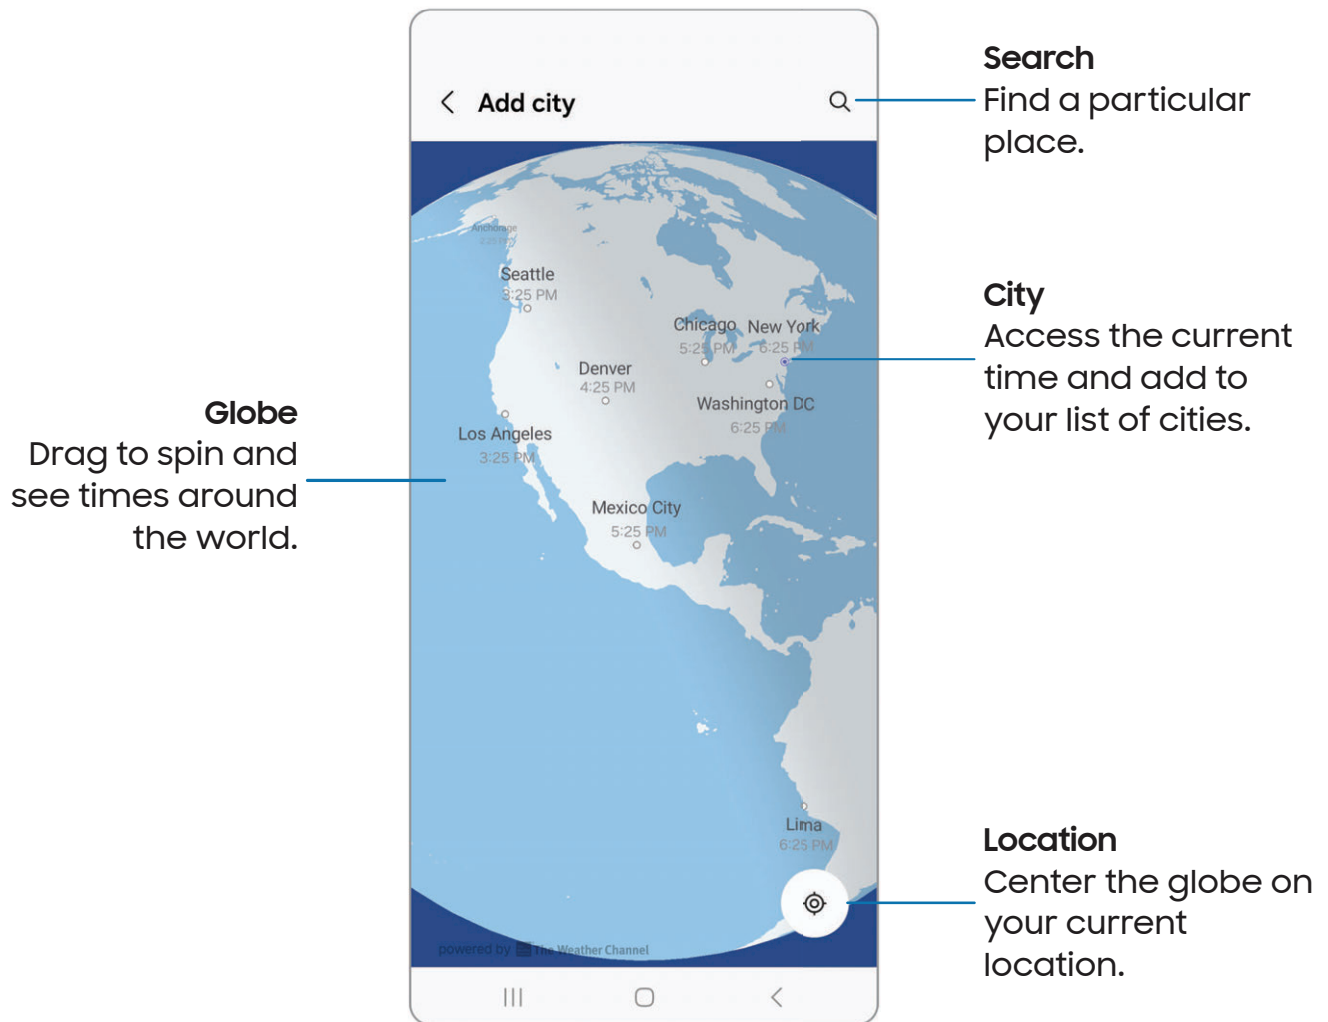 Search
Find a particular
place.
Add city
Anchorage
Seattle
3:25 PM
Chicago
5:25 PM
New York
6:25 PM
City
Access the current
time and add to
your list of cities.
Denver
4:25 PM
Washington DC
6:25 PM
Globe
Drag to spin and
see times around
the world.
Los Angeles
3:25 PM
Mexico City
5:25 PM
Lima
6:25 PM
Location
Center the globe on
your current
location.
powered by The Weather Channel